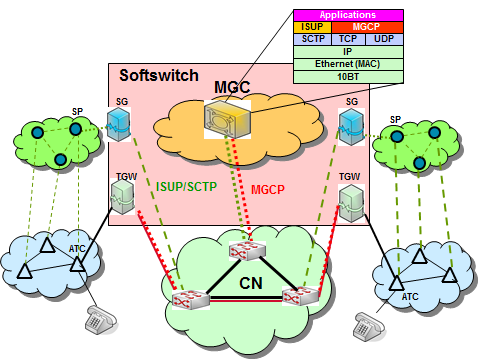 Applications
ISUP MGCP
SCTP TCP UDP
IP
Ethernet (MAC)
10BT
Softswitch
MGC
SP
SG
SG
SP
TGW
TGW
ISUP/SCTP
MGCP
ATC
CN
ATC